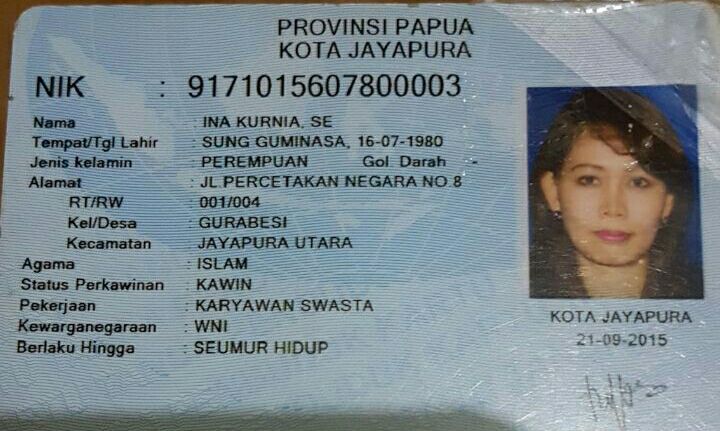 PROVINSI PAPUA
KOTA JAYAPURA
NIK : 9171015607800003
Nama : INA KURNIA, SE
Tempat/Tgl Lahir : SUNG GUMINASA, 16-07-1980
Jenis kelamin : PEREMPUAN Gol. Darah -
Alamat : JL.PERCETAKAN NEGARA NO.8
RT/RW : 001/004
Kel/Desa : GURABESI
Kecamatan : JAYAPURA UTARA
Agama : ISLAM
Status Perkawinan : KAWIN
Pekerjaan : KARYAWAN SWASTA
Kewarganegaraan : WNI
Berlaku Hingga : SEUMUR HIDUP
KOTA JAYAPURA
21-09-2015